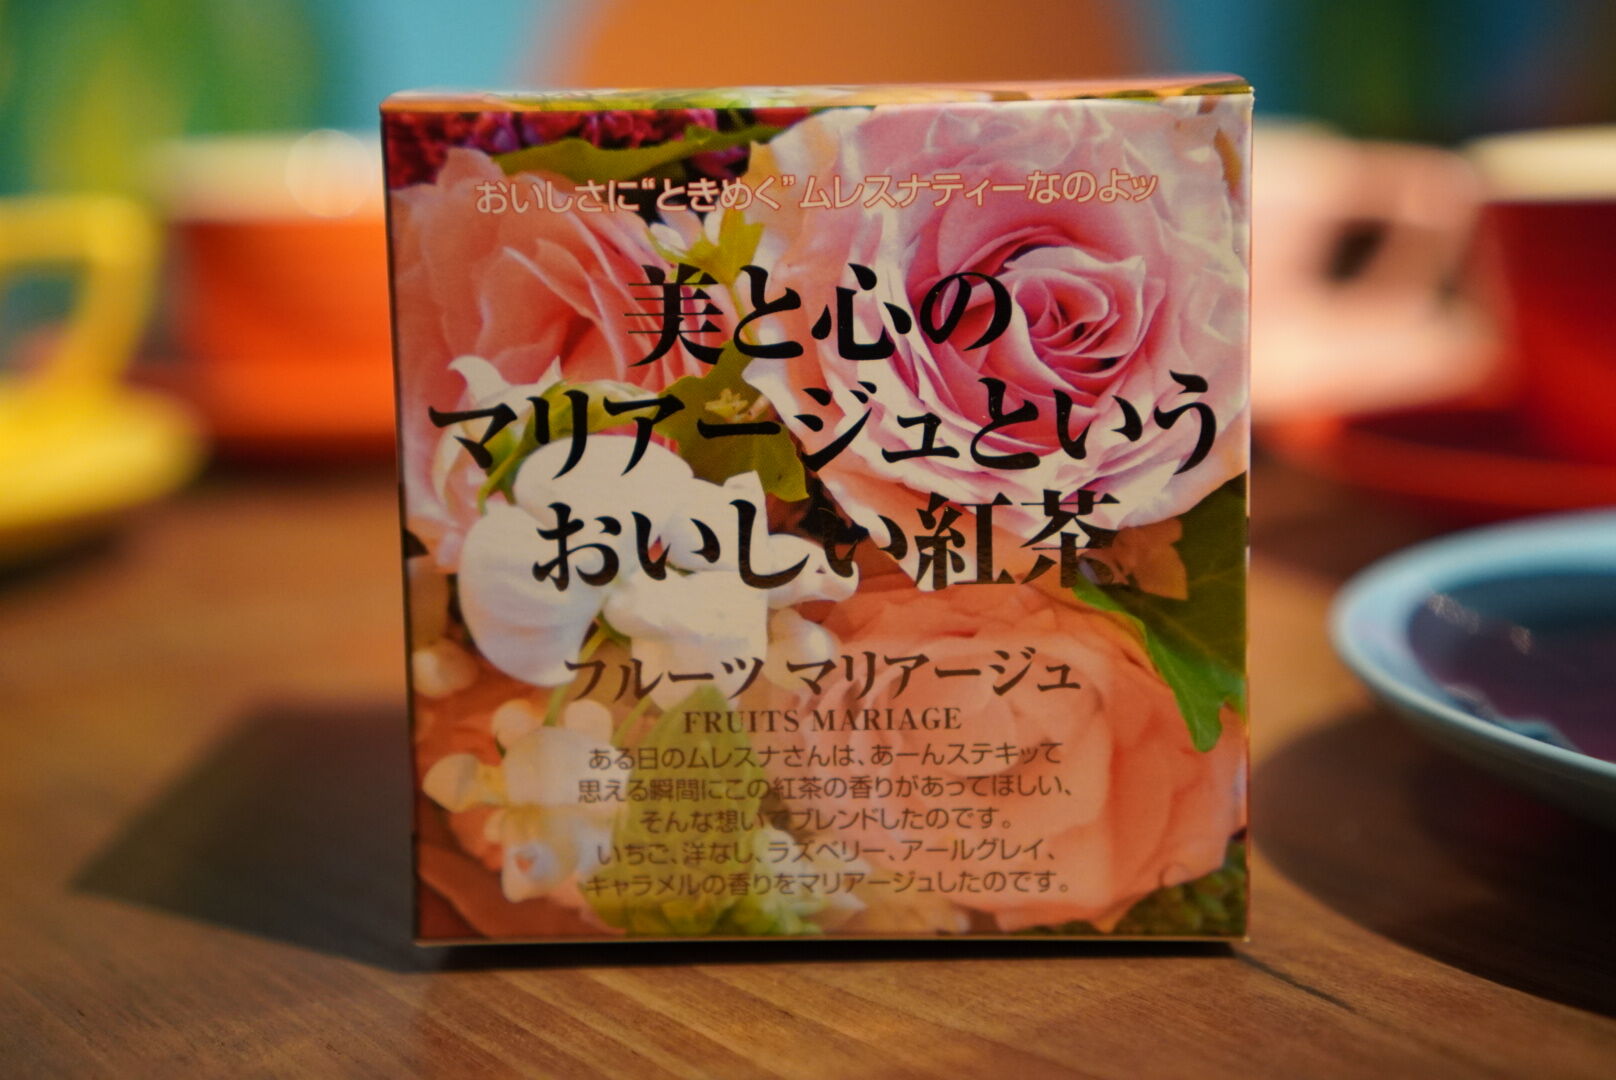 おいしさに“ときめく”ムレスナティーなのよッ
美と心の
マリアージュという
おいしい紅茶
フルーツ マリアージュ
FRUITS MARIAGE
ある日のムレスナさんは、あーんステキッて
思える瞬間にこの紅茶の香りがあってほしい、
そんな想いでブレンドしたのです。
いちご、洋なし、ラズベリー、アールグレイ、
キャラメルの香りをマリアージュしたのです。